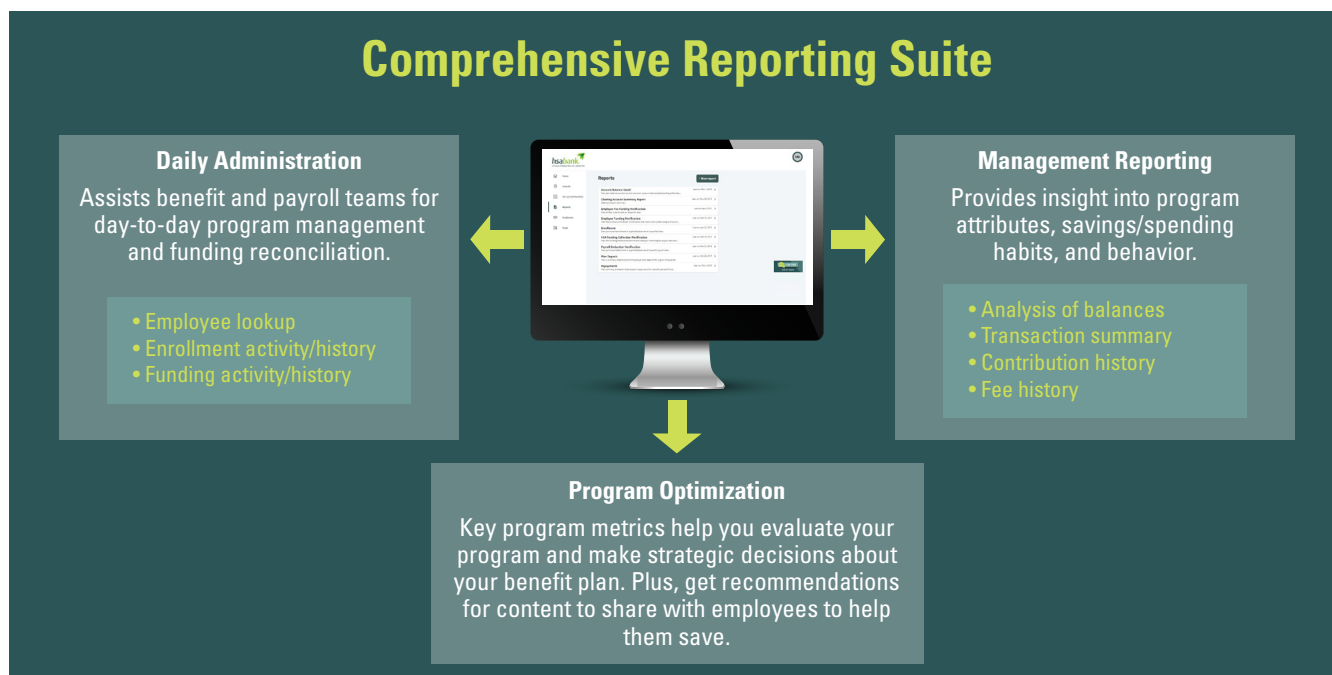 Comprehensive Reporting Suite
Daily Administration
Assists benefit and payroll teams for
day-to-day program management
and funding reconciliation.
• Employee lookup
• Enrollment activity/history
• Funding activity/history
hsabank
Reports
Management Reporting
Provides insight into program
attributes, savings/spending
habits, and behavior.
• Analysis of balances
• Transaction summary
• Contribution history
• Fee history
Program Optimization
Key program metrics help you evaluate your
program and make strategic decisions about
your benefit plan. Plus, get recommendations
for content to share with employees to help
them save.